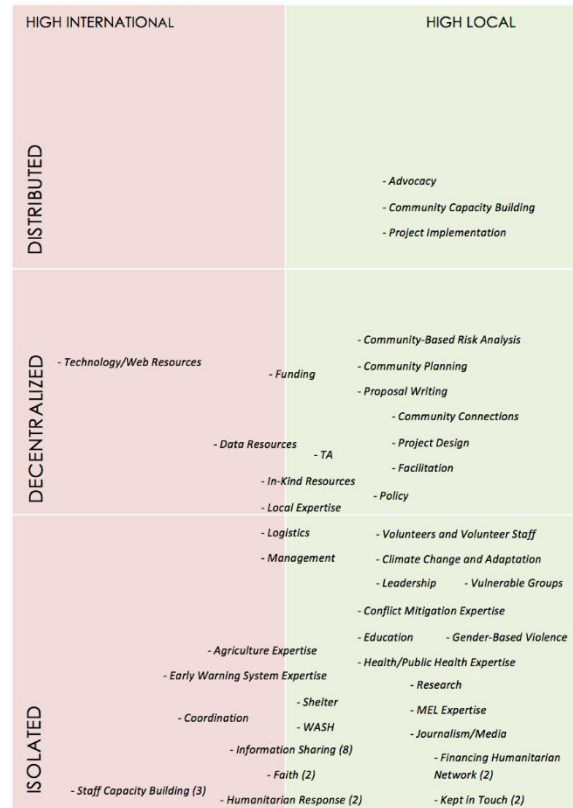 HIGH INTERNATIONAL
HIGH LOCAL
DISTRIBUTED
- Advocacy
- Community Capacity Building
- Project Implementation
DECENTRALIZED
- Community-Based Risk Analysis
- Technology/Web Resources
- Community Planning
- Funding
- Proposal Writing
- Community Connections
- Data Resources
- Project Design
- TA
- Facilitation
- In-Kind Resources
- Policy
- Local Expertise
ISOLATED
- Logistics
- Volunteers and Volunteer Staff
- Management
- Climate Change and Adaptation
- Leadership
- Vulnerable Groups
- Conflict Mitigation Expertise
- Education
- Gender-Based Violence
- Agriculture Expertise
- Health/Public Health Expertise
- Early Warning System Expertise
- Research
- Shelter
- MEL Expertise
- Coordination
- WASH
- Journalism/Media
- Information Sharing (8)
- Financing Humanitarian
Network (2)
- Faith (2)
- Staff Capacity Building (3)
- Humanitarian Response (2)
- Kept in Touch (2)